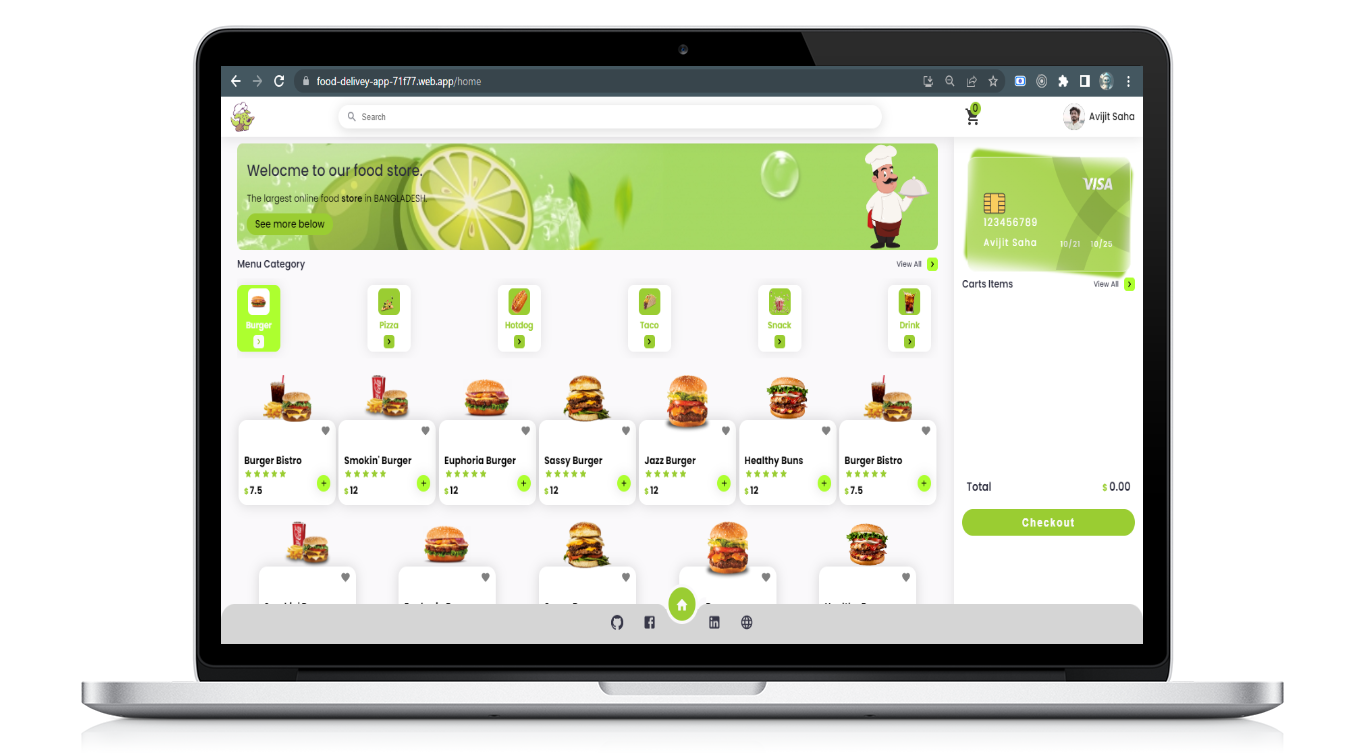 food-delivey-app-71f77.web.app/home
Search
0
Avijit Saha
Welocme to our food store.
The largest online food store in BANGLADESH.
See more below
VISA
123456789
Avijit Saha 10/21 10/25
Menu Category
View All
Carts Items
View All
Burger
Pizza
Hotdog
Taco
Snack
Drink
Burger Bistro
Smokin' Burger
Euphoria Burger
Sassy Burger
Jazz Burger
Healthy Buns
Burger Bistro
$ 7.5
$ 12
$ 12
$ 12
$ 12
$ 12
$ 7.5
Total
$ 0.00
Checkout